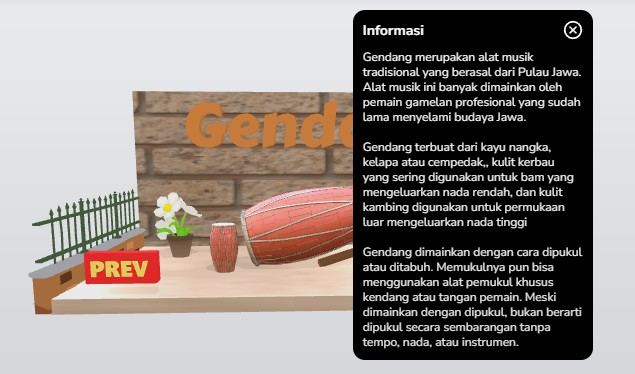 Informasi
Gendang merupakan alat musik
tradisional yang berasal dari Pulau Jawa.
Alat musik ini banyak dimainkan oleh
pemain gamelan profesional yang sudah
lama menyelami budaya Jawa.
Gendang terbuat dari kayu nangka,
kelapa atau cempedak,, kulit kerbau
yang sering digunakan untuk bam yang
mengeluarkan nada rendah, dan kulit
kambing digunakan untuk permukaan
luar mengeluarkan nada tinggi
Gendang dimainkan dengan cara dipukul
atau ditabuh. Memukulnya pun bisa
menggunakan alat pemukul khusus
kendang atau tangan pemain. Meski
dimainkan dengan dipukul, bukan berarti
dipukul secara sembarangan tanpa
tempo, nada, atau instrumen.
Genda
PREV